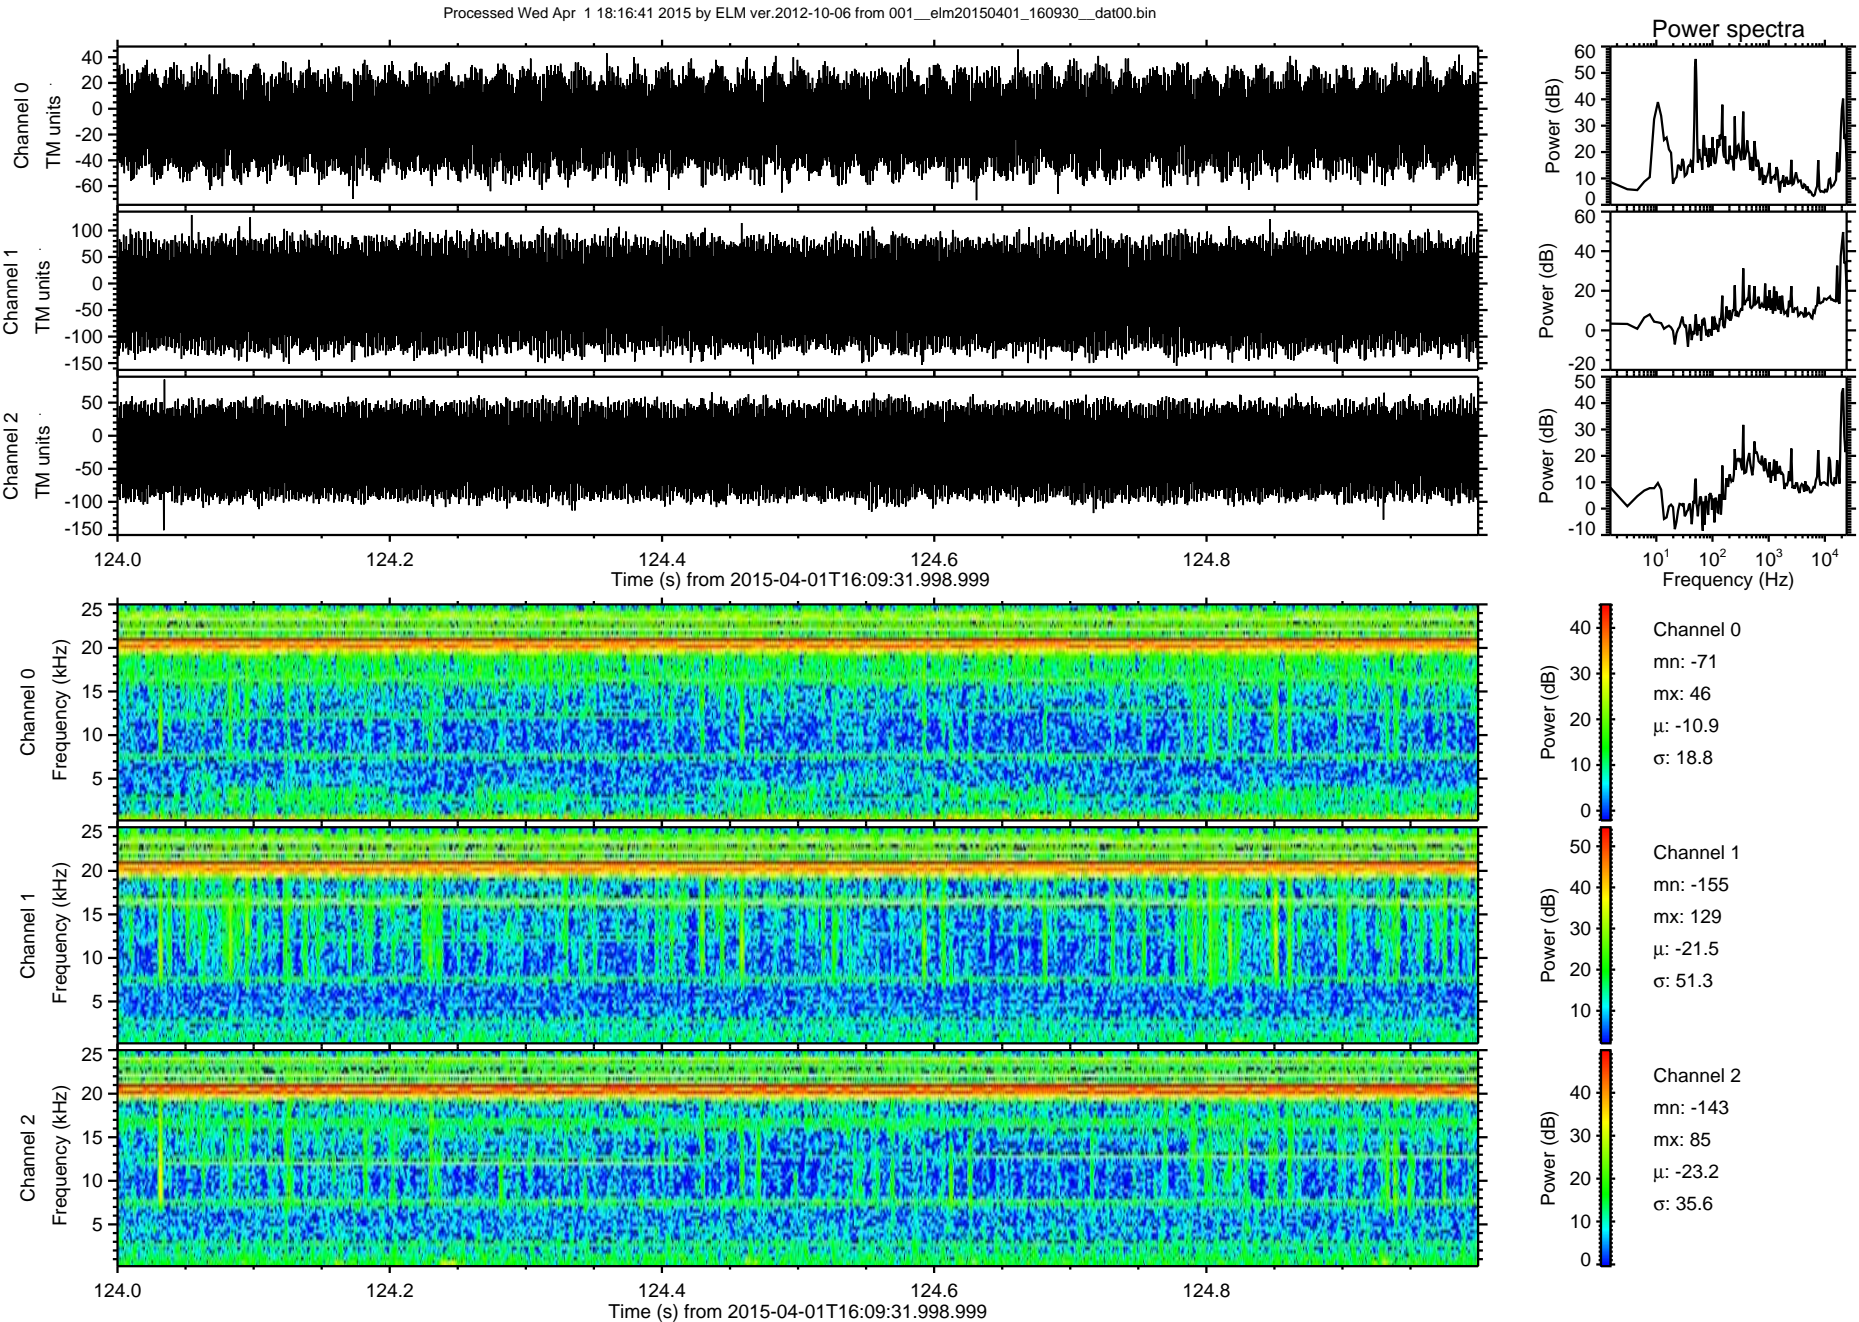 Processed Wed Apr  1 18:16:41 2015 by ELM ver.2012-10-06 from 001__elm20150401_160930__dat00.bin
Power spectra
Channel 0
TM units
40
20
0
-20
-40
-60
Power (dB)
60
50
40
30
20
10
0
Channel 1
TM units
100
50
0
-50
-100
-150
Power (dB)
60
40
20
0
-20
Channel 2
TM units
50
0
-50
-100
-150
Power (dB)
50
40
30
20
10
0
-10
124.0 124.2 124.4 124.6 124.8
Time (s) from 2015-04-01T16:09:31.998.999
10^1 10^2 10^3 10^4
Frequency (Hz)
Channel 0
Frequency (kHz)
25
20
15
10
5
Power (dB)
40
30
20
10
0
Channel 0
mn: -71
mx: 46
μ: -10.9
σ: 18.8
Channel 1
Frequency (kHz)
25
20
15
10
5
Power (dB)
50
40
30
20
10
Channel 1
mn: -155
mx: 129
μ: -21.5
σ: 51.3
Channel 2
Frequency (kHz)
25
20
15
10
5
Power (dB)
40
30
20
10
0
Channel 2
mn: -143
mx: 85
μ: -23.2
σ: 35.6
124.0 124.2 124.4 124.6 124.8
Time (s) from 2015-04-01T16:09:31.998.999